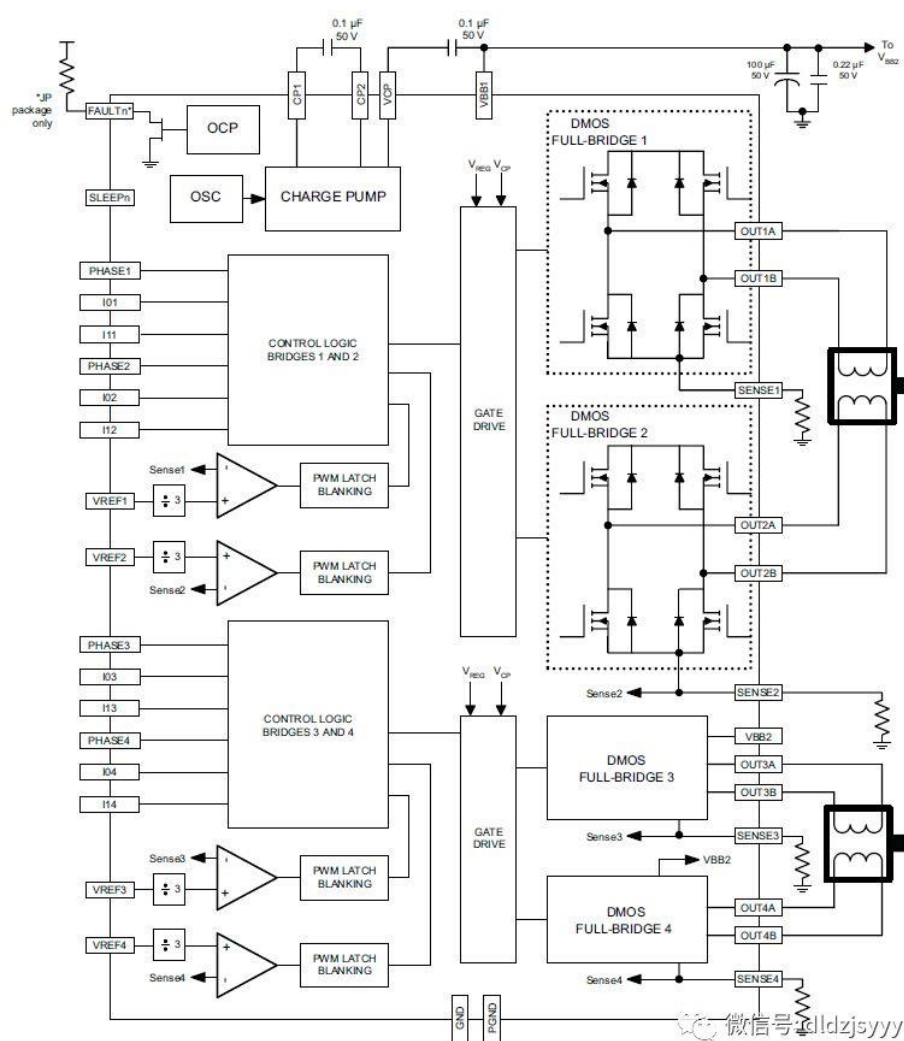 0.1 µF
50 V
0.1 µF
50 V
To
VBB2
100 µF
50 V
0.22 µF
50 V
*JP
package
only
CP1
CP2
VCP
VBB1
FAULTn*
OCP
DMOS
FULL-BRIDGE 1
VREG VCP
OSC
CHARGE PUMP
SLEEPn
OUT1A
PHASE1
OUT1B
I01
I11
CONTROL LOGIC
BRIDGES 1 AND 2
PHASE2
I02
SENSE1
I12
GATE
DRIVE
DMOS
FULL-BRIDGE 2
Sense1
-
+
PWM LATCH
BLANKING
VREF1
÷ 3
OUT2A
VREF2
÷ 3
+
-
PWM LATCH
BLANKING
OUT2B
Sense2
PHASE3
VREG VCP
I03
Sense2
SENSE2
I13
CONTROL LOGIC
BRIDGES 3 AND 4
VBB2
PHASE4
DMOS
FULL-BRIDGE 3
OUT3A
I04
OUT3B
I14
GATE
DRIVE
Sense3
SENSE3
Sense3
-
+
PWM LATCH
BLANKING
VBB2
VREF3
÷ 3
DMOS
FULL-BRIDGE 4
OUT4A
OUT4B
VREF4
÷ 3
+
-
PWM LATCH
BLANKING
Sense4
Sense4
SENSE4
GND
PGND
微信号:dldzjsyyy